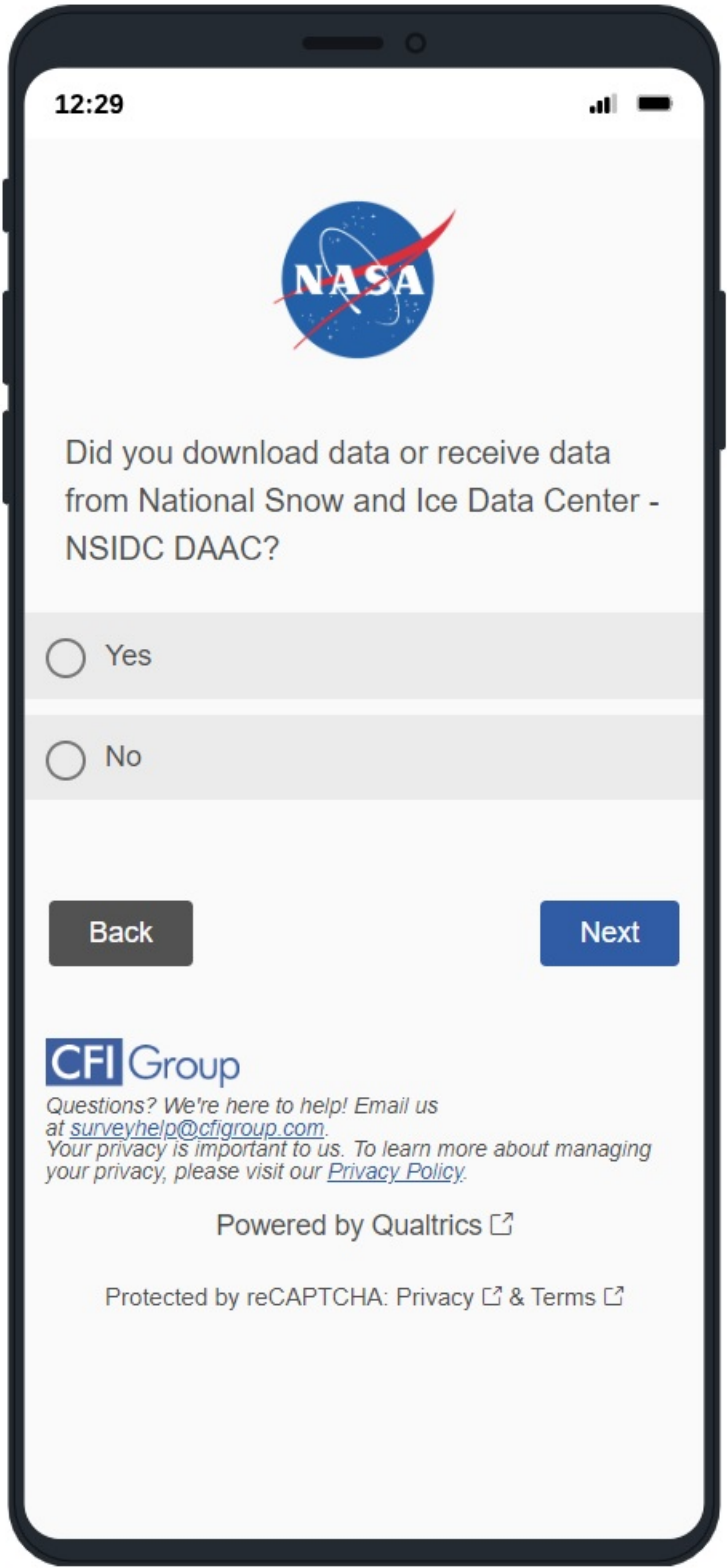 12:29
NASA
Did you download data or receive data
from National Snow and Ice Data Center -
NSIDC DAAC?
Yes
No
Back
Next
CFI Group
Questions? We're here to help! Email us
at surveyhelp@cfigroup.com.
Your privacy is important to us. To learn more about managing
your privacy, please visit our Privacy Policy.
Powered by Qualtrics
Protected by reCAPTCHA: Privacy & Terms